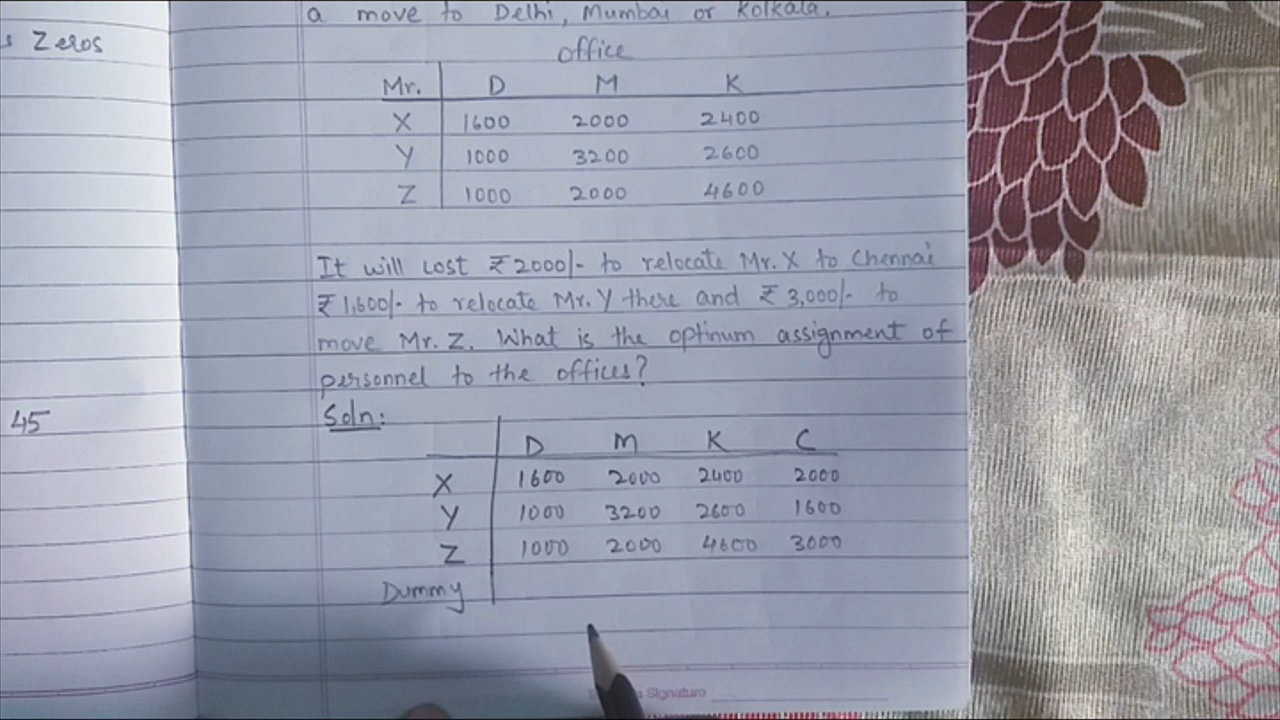 Zeros
45
a move to Delhi, Mumbai or Kolkala.
office
Mr. D M K
X 1600 2000 2400
Y 1000 3200 2600
Z 1000 2000 4600
It will cost ₹2000/- to relocate Mr. X to Chennai
₹1,600/- to relocate Mr. Y there and ₹3,000/- to
move Mr. Z. What is the optinum assignment of
personnel to the offices?
Soln:
D M K C
X 1600 2000 2400 2000
Y 1000 3200 2600 1600
Z 1000 2000 4600 3000
Dummy
Signature